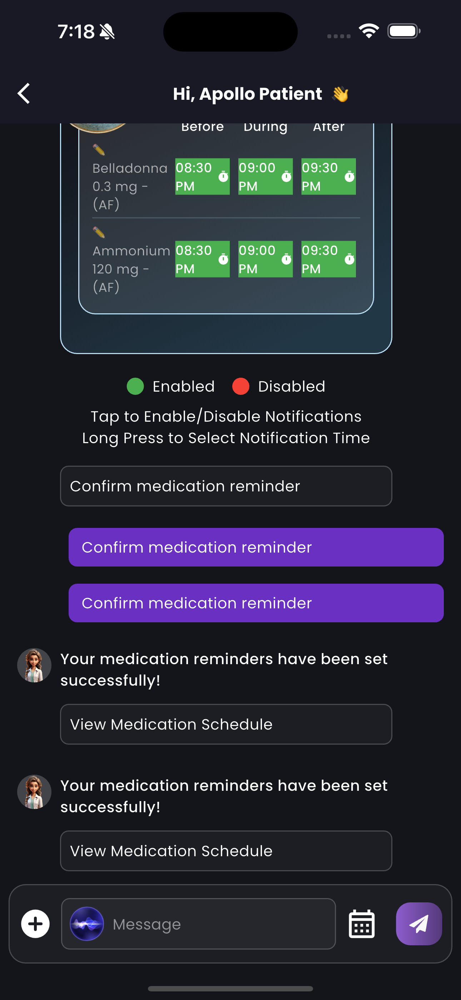 7:18
Hi, Apollo Patient 👋
Before During After
Belladonna
0.3 mg -
(AF)
08:30
PM
09:00
PM
09:30
PM
Ammonium
120 mg -
(AF)
08:30
PM
09:00
PM
09:30
PM
Enabled Disabled
Tap to Enable/Disable Notifications
Long Press to Select Notification Time
Confirm medication reminder
Confirm medication reminder
Confirm medication reminder
Your medication reminders have been set
successfully!
View Medication Schedule
Your medication reminders have been set
successfully!
View Medication Schedule
Message